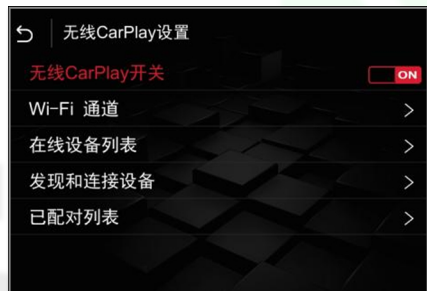 无线CarPlay设置
无线CarPlay开关 ON
Wi-Fi 通道
在线设备列表
发现和连接设备
已配对列表